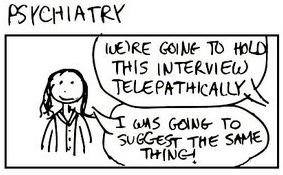 PSYCHIATRY
WE'RE GOING TO HOLD
THIS INTERVIEW
TELEPATHICALLY
I WAS GOING TO
SUGGEST THE SAME
THING!